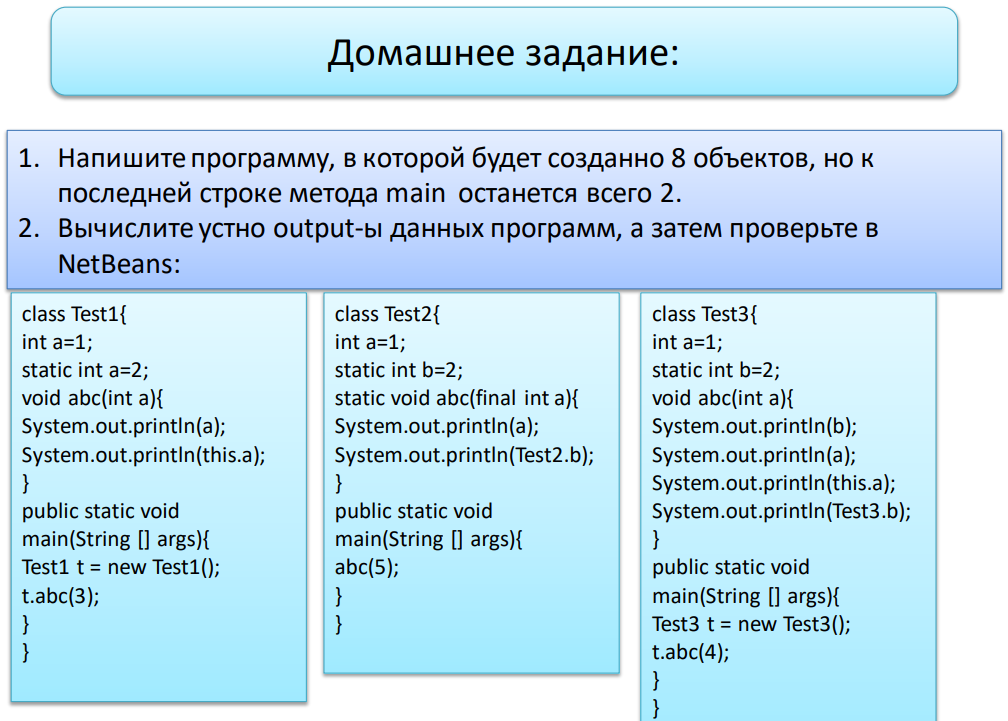 Домашнее задание:
1. Напишите программу, в которой будет созданно 8 объектов, но к
последней строке метода main останется всего 2.
2. Вычислите устно output-ы данных программ, а затем проверьте в
NetBeans:
class Test1{
int a=1;
static int a=2;
void abc(int a){
System.out.println(a);
System.out.println(this.a);
}
public static void
main(String [] args){
Test1 t = new Test1();
t.abc(3);
}
}
class Test2{
int a=1;
static int b=2;
static void abc(final int a){
System.out.println(a);
System.out.println(Test2.b);
}
public static void
main(String [] args){
abc(5);
}
}
class Test3{
int a=1;
static int b=2;
void abc(int a){
System.out.println(b);
System.out.println(a);
System.out.println(this.a);
System.out.println(Test3.b);
}
public static void
main(String [] args){
Test3 t = new Test3();
t.abc(4);
}
}